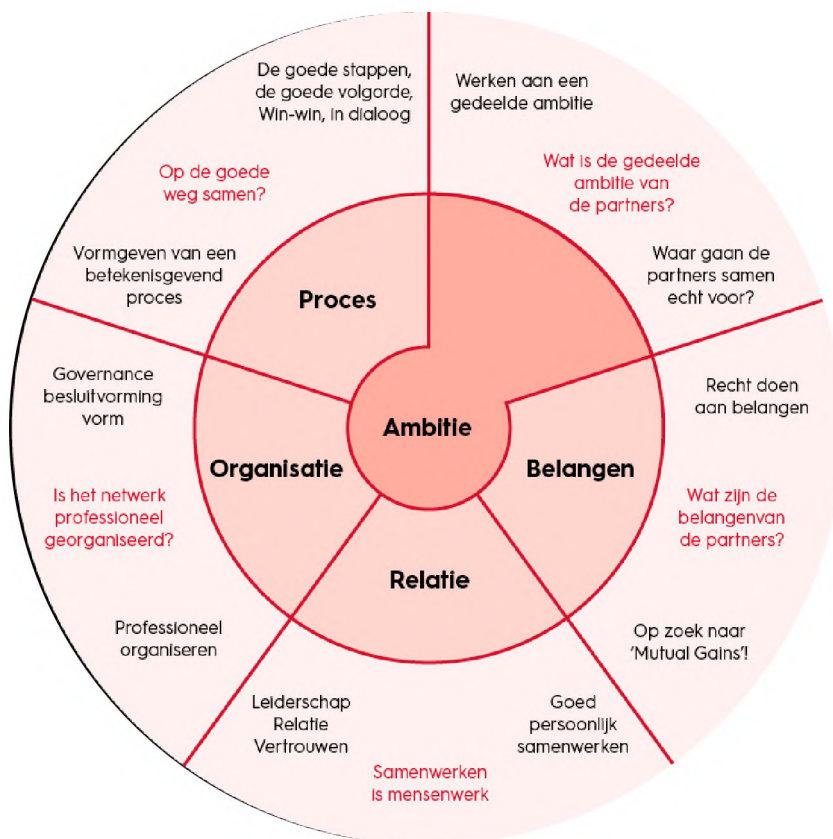 De goede stappen,
de goede volgorde,
Win-win, in dialoog
Op de goede
weg samen?
Vormgeven van een
betekenisgevend
proces
Proces
Werken aan een
gedeelde ambitie
Wat is de gedeelde
ambitie van
de partners?
Waar gaan de
partners samen
echt voor?
Ambitie
Recht doen
aan belangen
Wat zijn de
belangenvan
de partners?
Op zoek naar
'Mutual Gains'!
Belangen
Relatie
Goed
persoonlijk
samenwerken
Samenwerken
is mensenwerk
Leiderschap
Relatie
Vertrouwen
Organisatie
Governance
besluitvorming
vorm
Is het netwerk
professioneel
georganiseerd?
Professioneel
organiseren